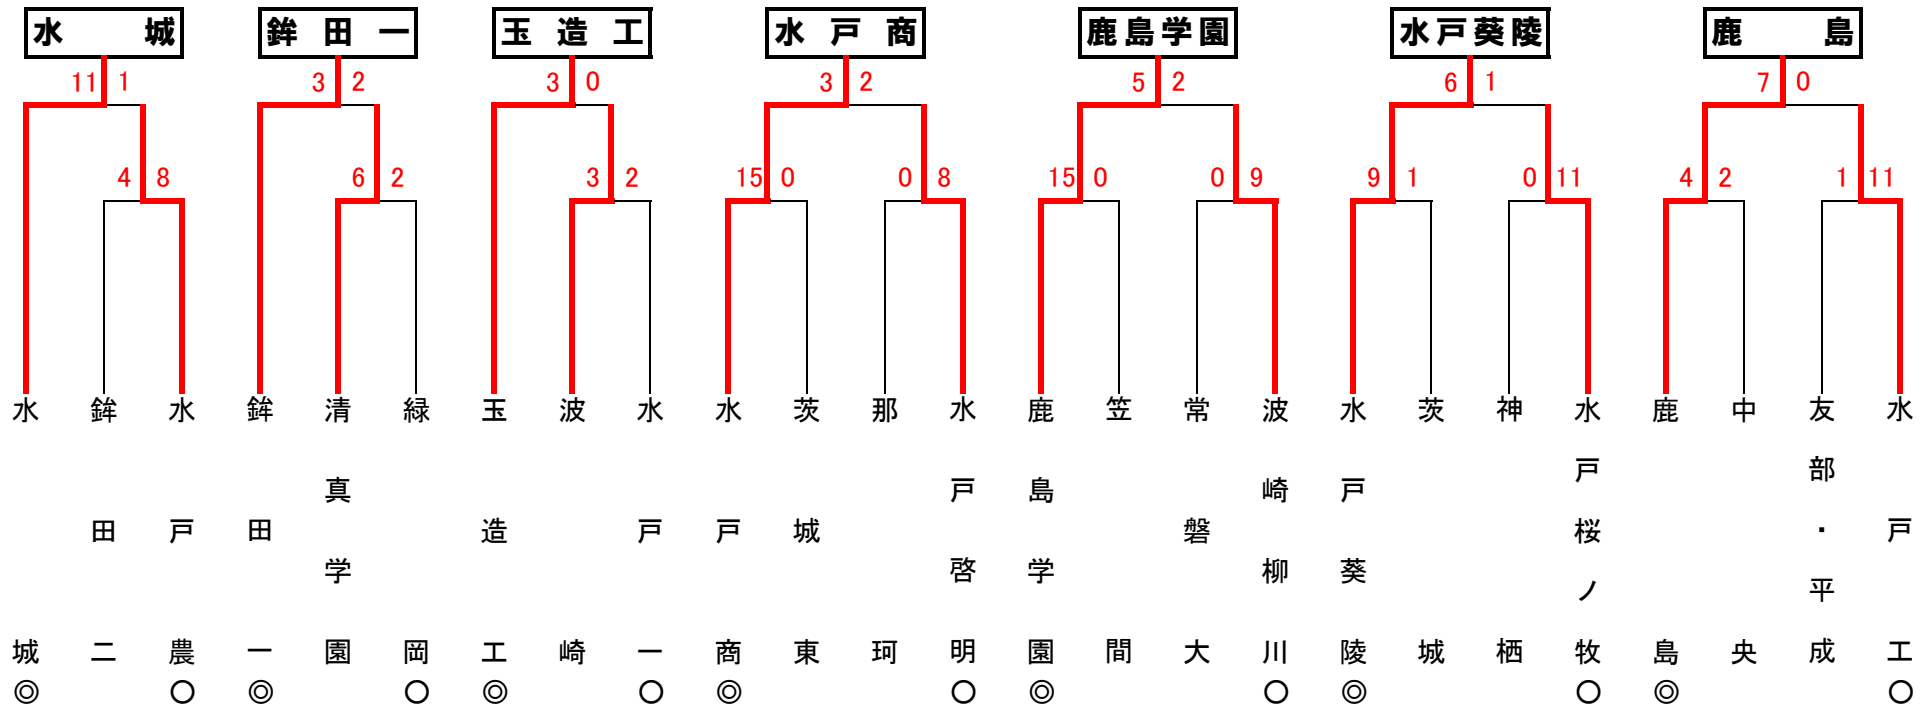 水城 鉾田一 玉造工 水戸商 鹿島学園 水戸葵陵 鹿島
11 1 3 2 3 0 3 2 5 2 6 1 7 0
4 8 6 2 3 2 15 0 0 8 15 0 0 9 9 1 0 11 4 2 1 11
水城◎
鉾田二
水戸農○
鉾田一◎
清真学園
緑岡○
玉造工◎
波崎
水戸一○
水戸商◎
茨城東
那珂
水戸啓明○
鹿島学園◎
笠間
常磐大
波崎柳川○
水戸葵陵◎
茨城
神栖
水戸桜ノ牧○
鹿島◎
中央
友部・平成
水戸工○